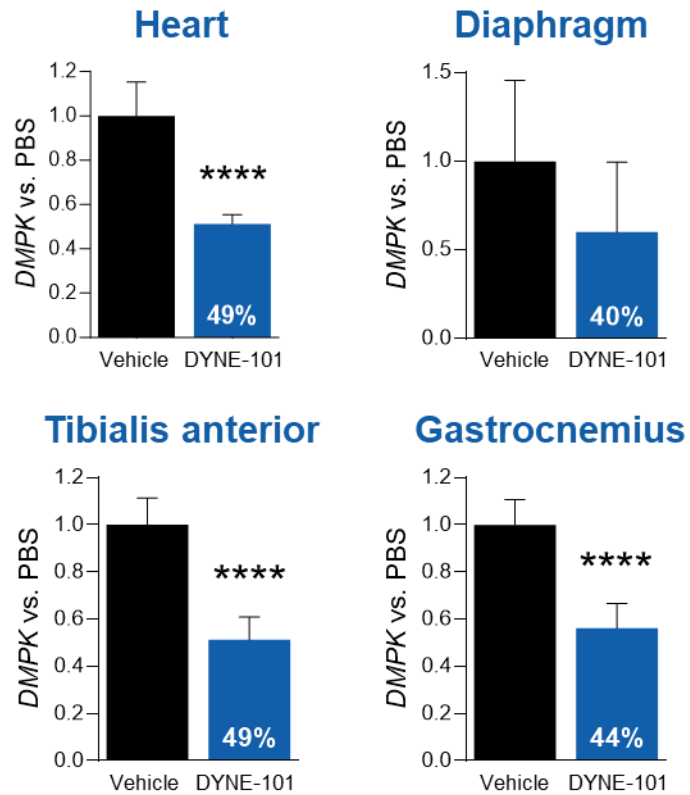 Heart
DMPK vs. PBS
1.2
1.0
0.8
0.6
0.4
0.2
0.0
****
49%
Vehicle DYNE-101
Diaphragm
DMPK vs. PBS
1.5
1.0
0.5
0.0
40%
Vehicle DYNE-101
Tibialis anterior
DMPK vs. PBS
1.2
1.0
0.8
0.6
0.4
0.2
0.0
****
49%
Vehicle DYNE-101
Gastrocnemius
DMPK vs. PBS
1.2
1.0
0.8
0.6
0.4
0.2
0.0
****
44%
Vehicle DYNE-101